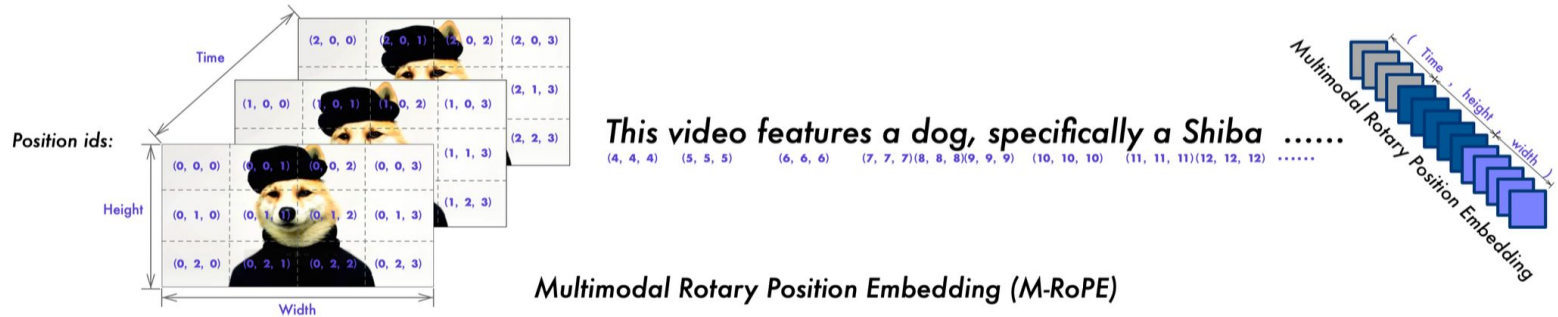 Time
(2, 0, 0) (2, 0, 1) (2, 0, 2) (2, 0, 3)
(2, 1, 3)
(2, 2, 3)
(1, 0, 0) (1, 0, 1) (1, 0, 2) (1, 0, 3)
(1, 1, 3)
(1, 2, 3)
Position ids:
Height
(0, 0, 0) (0, 0, 1) (0, 0, 2) (0, 0, 3)
(0, 1, 0) (0, 1, 1) (0, 1, 2) (0, 1, 3)
(0, 2, 0) (0, 2, 1) (0, 2, 2) (0, 2, 3)
Width
This video features a dog, specifically a Shiba ......
(4, 4, 4) (5, 5, 5) (6, 6, 6) (7, 7, 7)(8, 8, 8)(9, 9, 9) (10, 10, 10) (11, 11, 11)(12, 12, 12) ......
Multimodal Rotary Position Embedding (M-RoPE)
( Time , height , width )
Multimodal Rotary Position Embedding